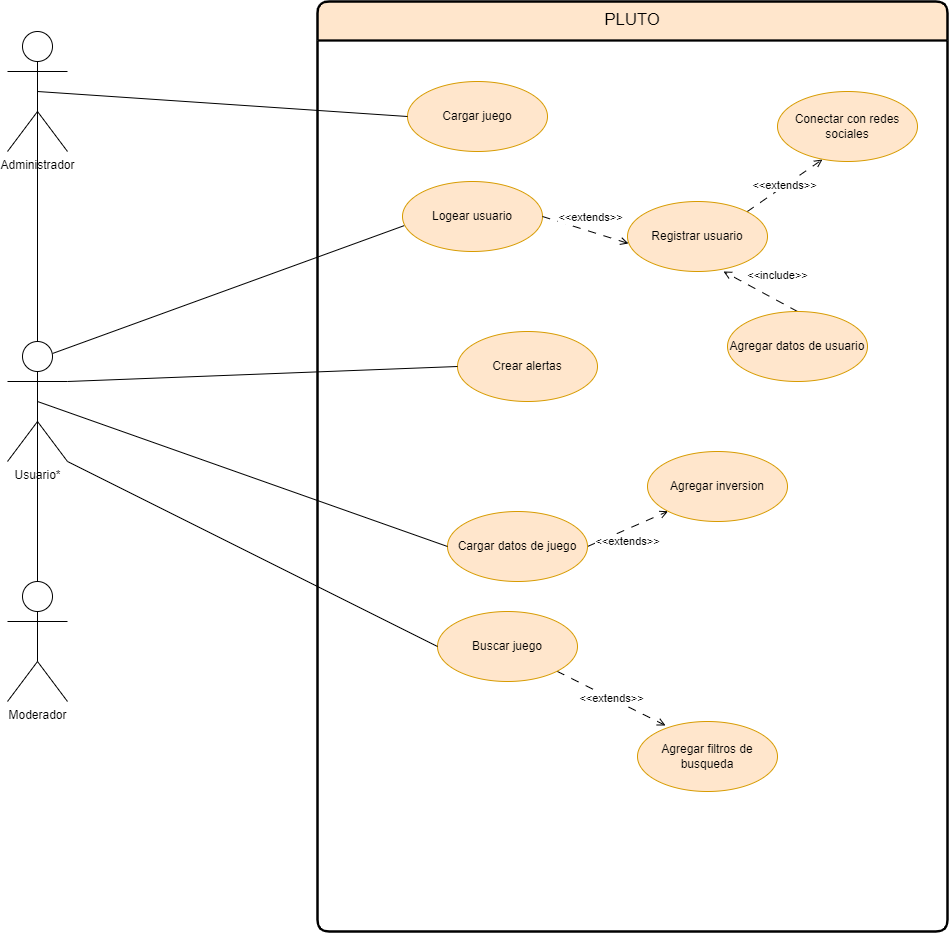 PLUTO
Administrador
Cargar juego
Conectar con redes
sociales
<<extends>>
Logear usuario
<<extends>>
Registrar usuario
<<include>>
Agregar datos de usuario
Crear alertas
Usuario*
Agregar inversion
<<extends>>
Cargar datos de juego
Buscar juego
<<extends>>
Moderador
Agregar filtros de
busqueda